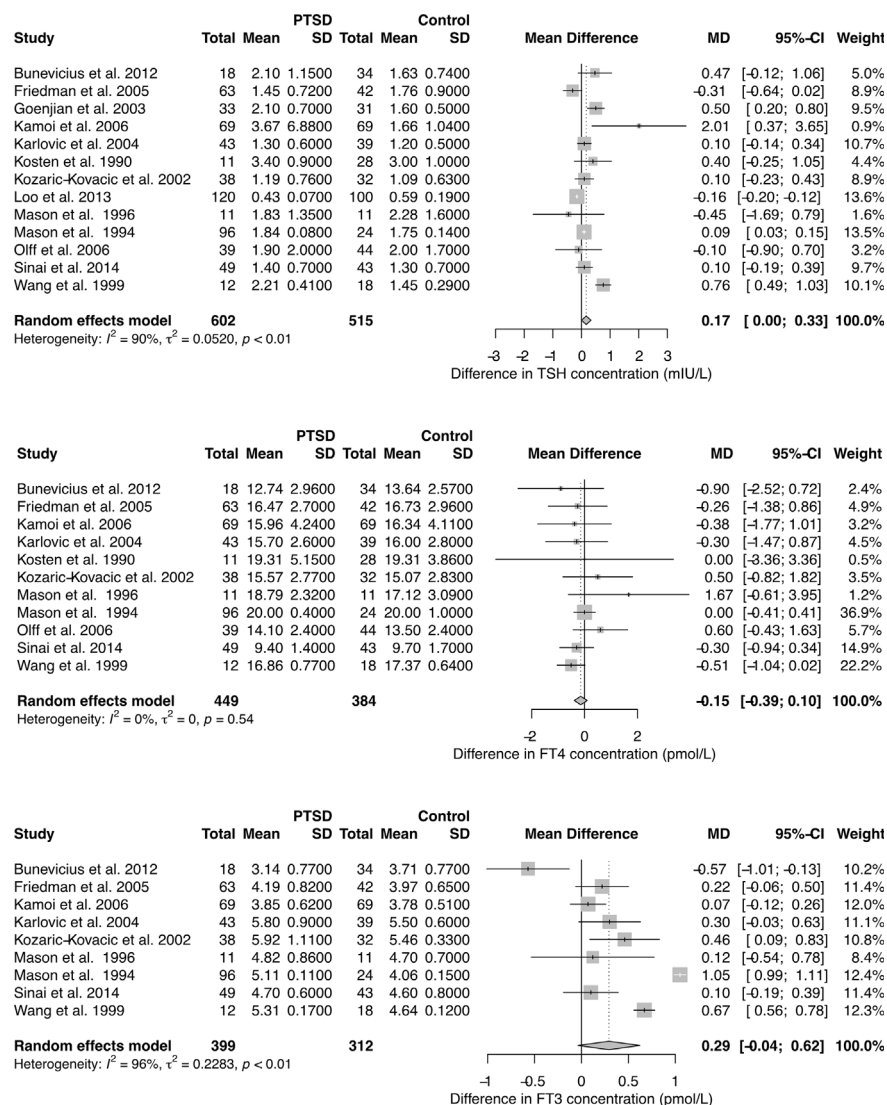 PTSD Control
Study Total Mean SD Total Mean SD Mean Difference MD 95%-CI Weight
Bunevicius et al. 2012 18 2.10 1.1500 34 1.63 0.7400 0.47 [-0.12; 1.06] 5.0%
Friedman et al. 2005 63 1.45 0.7200 42 1.76 0.9000 -0.31 [-0.64; 0.02] 8.9%
Goenjian et al. 2003 33 2.10 0.7000 31 1.60 0.5000 0.50 [ 0.20; 0.80] 9.5%
Kamoi et al. 2006 69 3.67 6.8800 69 1.66 1.0400 2.01 [ 0.37; 3.65] 0.9%
Karlovic et al. 2004 43 1.30 0.6000 39 1.20 0.5000 0.10 [-0.14; 0.34] 10.7%
Kosten et al. 1990 11 3.40 0.9000 28 3.00 1.0000 0.40 [-0.25; 1.05] 3.2%
Kozaric-Kovacic et al. 2002 38 1.19 0.7600 32 1.09 0.6300 0.10 [-0.23; 0.43] 8.9%
Loo et al. 2013 120 0.43 0.0700 100 0.59 0.1900 -0.16 [-0.20; -0.12] 13.6%
Mason et al. 1996 11 1.83 1.3500 11 2.28 1.6000 -0.45 [-1.69; 0.79] 1.6%
Mason et al. 1994 96 1.84 0.0800 24 1.75 0.1400 0.09 [ 0.03; 0.15] 13.5%
Olff et al. 2006 39 1.90 2.0000 44 2.00 1.7000 -0.10 [-0.90; 0.70] 3.2%
Sinai et al. 2014 49 1.40 0.7000 43 1.30 0.7000 0.10 [-0.19; 0.39] 9.7%
Wang et al. 1999 12 2.21 0.4100 18 1.45 0.2900 0.76 [ 0.49; 1.03] 10.1%
Random effects model 602 515 0.17 [ 0.00; 0.33] 100.0%
Heterogeneity: I² = 90%, τ² = 0.0520, p < 0.01
-3 -2 -1 0 1 2 3
Difference in TSH concentration (mIU/L)
PTSD Control
Study Total Mean SD Total Mean SD Mean Difference MD 95%-CI Weight
Bunevicius et al. 2012 18 12.74 2.9600 34 13.64 2.5700 -0.90 [-2.52; 0.72] 2.4%
Friedman et al. 2005 63 16.47 2.7000 42 16.73 2.9600 -0.26 [-1.38; 0.86] 4.9%
Kamoi et al. 2006 69 15.96 4.2400 69 16.34 4.1100 -0.38 [-1.77; 1.01] 3.2%
Karlovic et al. 2004 43 15.70 2.6000 39 16.00 2.8000 -0.30 [-1.47; 0.87] 4.5%
Kosten et al. 1990 11 19.31 5.1500 28 19.31 3.8600 0.00 [-3.36; 3.36] 0.5%
Kozaric-Kovacic et al. 2002 38 15.57 2.7700 32 15.07 2.8300 0.50 [-0.82; 1.82] 3.5%
Mason et al. 1996 11 18.79 2.3200 11 17.12 3.0900 1.67 [-0.61; 3.95] 1.2%
Mason et al. 1994 96 20.00 0.4000 24 20.00 1.0000 0.00 [-0.41; 0.41] 36.9%
Olff et al. 2006 39 14.10 2.4000 44 13.50 2.4000 0.60 [-0.43; 1.63] 5.7%
Sinai et al. 2014 49 9.40 1.4000 43 9.70 1.7000 -0.30 [-0.94; 0.34] 14.9%
Wang et al. 1999 12 16.86 0.7700 18 17.37 0.6400 -0.51 [-1.04; 0.02] 22.2%
Random effects model 449 384 -0.15 [-0.39; 0.10] 100.0%
Heterogeneity: I² = 0%, τ² = 0, p = 0.54
-2 0 2
Difference in FT4 concentration (pmol/L)
PTSD Control
Study Total Mean SD Total Mean SD Mean Difference MD 95%-CI Weight
Bunevicius et al. 2012 18 3.14 0.7700 34 3.71 0.7700 -0.57 [-1.01; -0.13] 10.2%
Friedman et al. 2005 63 4.19 0.8200 42 3.97 0.6500 0.22 [-0.06; 0.50] 11.4%
Kamoi et al. 2006 69 3.85 0.6200 69 3.78 0.5100 0.07 [-0.12; 0.26] 12.0%
Karlovic et al. 2004 43 5.80 0.9000 39 5.50 0.6000 0.30 [-0.03; 0.63] 11.1%
Kozaric-Kovacic et al. 2002 38 5.92 1.1100 32 5.46 0.3300 0.46 [ 0.09; 0.83] 10.8%
Mason et al. 1996 11 4.82 0.8600 11 4.70 0.7000 0.12 [-0.54; 0.78] 8.4%
Mason et al. 1994 96 5.11 0.1100 24 4.06 0.1500 1.05 [ 0.99; 1.11] 12.4%
Sinai et al. 2014 49 4.70 0.6000 43 4.60 0.8000 0.10 [-0.19; 0.39] 11.4%
Wang et al. 1999 12 5.31 0.1700 18 4.64 0.1200 0.67 [ 0.56; 0.78] 12.3%
Random effects model 399 312 0.29 [-0.04; 0.62] 100.0%
Heterogeneity: I² = 96%, τ² = 0.2283, p < 0.01
-1 -0.5 0 0.5 1
Difference in FT3 concentration (pmol/L)